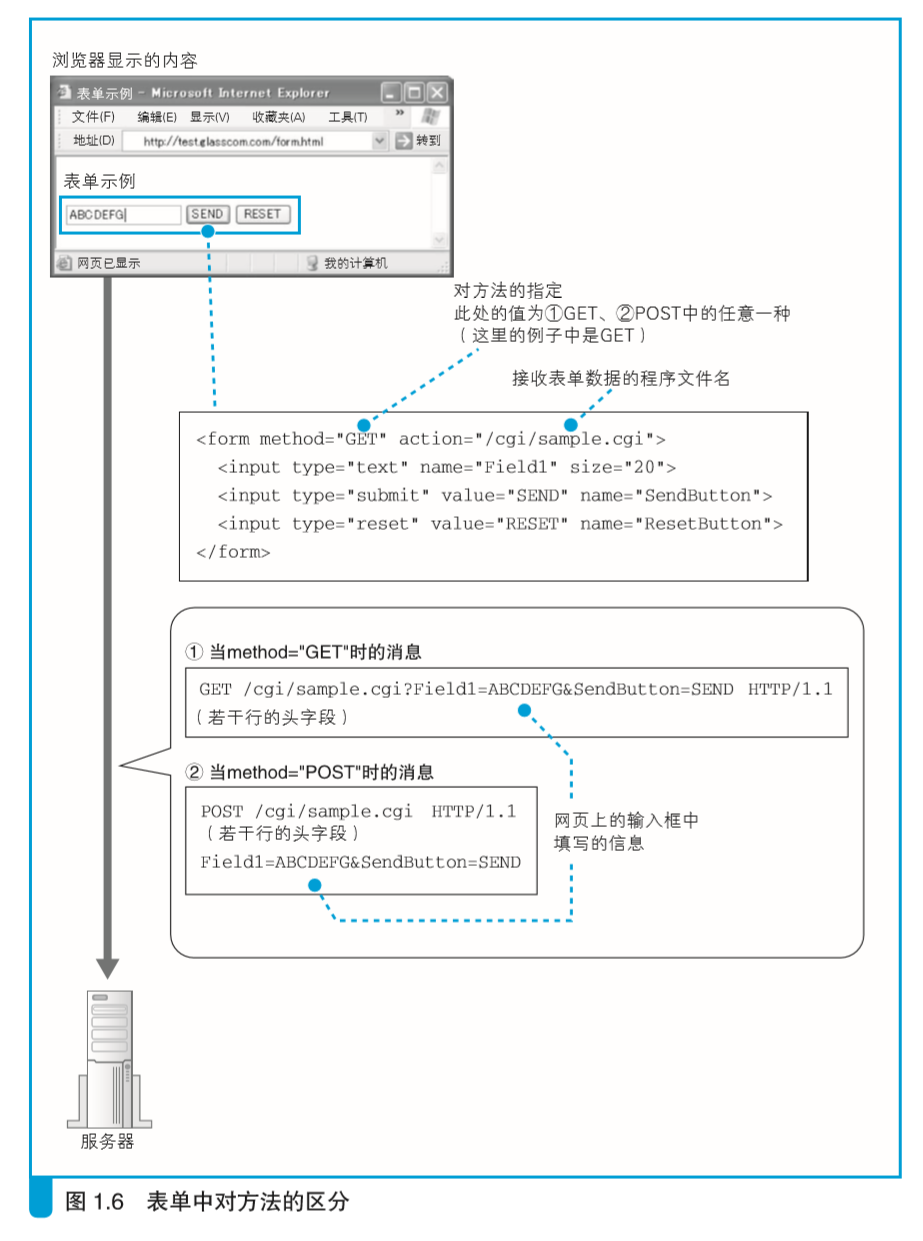 浏览器显示的内容
表单示例 - Microsoft Internet Explorer
文件(F) 编辑(E) 显示(V) 收藏夹(A) 工具(T) »
地址(D) http://test.glasscom.com/form.html 转到
表单示例
ABCDEFG SEND RESET
网页已显示 我的计算机
对方法的指定
此处的值为①GET、②POST中的任意一种
（这里的例子中是GET）
接收表单数据的程序文件名
<form method="GET" action="/cgi/sample.cgi">
<input type="text" name="Field1" size="20">
<input type="submit" value="SEND" name="SendButton">
<input type="reset" value="RESET" name="ResetButton">
</form>
① 当method="GET"时的消息
GET /cgi/sample.cgi?Field1=ABCDEFG&SendButton=SEND HTTP/1.1
（若干行的头字段）
② 当method="POST"时的消息
POST /cgi/sample.cgi HTTP/1.1
（若干行的头字段）
Field1=ABCDEFG&SendButton=SEND
网页上的输入框中
填写的信息
服务器
图 1.6 表单中对方法的区分